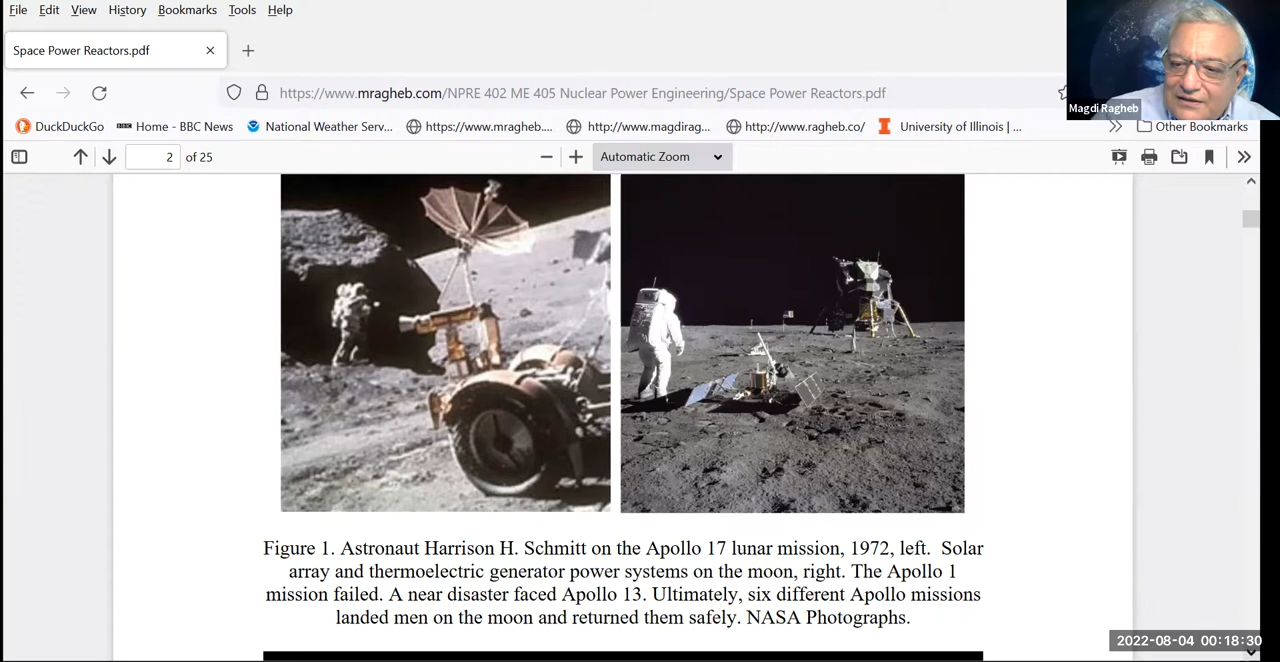 File Edit View History Bookmarks Tools Help
Space Power Reactors.pdf
https://www.mragheb.com/NPRE 402 ME 405 Nuclear Power Engineering/Space Power Reactors.pdf
Magdi Ragheb
DuckDuckGo BBC Home - BBC News National Weather Serv... https://www.mragheb.... http://www.magdirag... http://www.ragheb.co/ University of Illinois |... Other Bookmarks
2 of 25 Automatic Zoom
Figure 1. Astronaut Harrison H. Schmitt on the Apollo 17 lunar mission, 1972, left. Solar
array and thermoelectric generator power systems on the moon, right. The Apollo 1
mission failed. A near disaster faced Apollo 13. Ultimately, six different Apollo missions
landed men on the moon and returned them safely. NASA Photographs.
2022-08-04 00:18:30